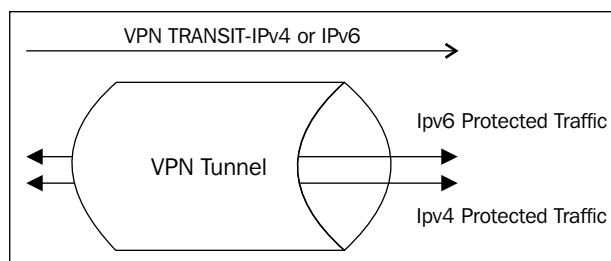 VPN TRANSIT-IPv4 or IPv6
Ipv6 Protected Traffic
VPN Tunnel
Ipv4 Protected Traffic